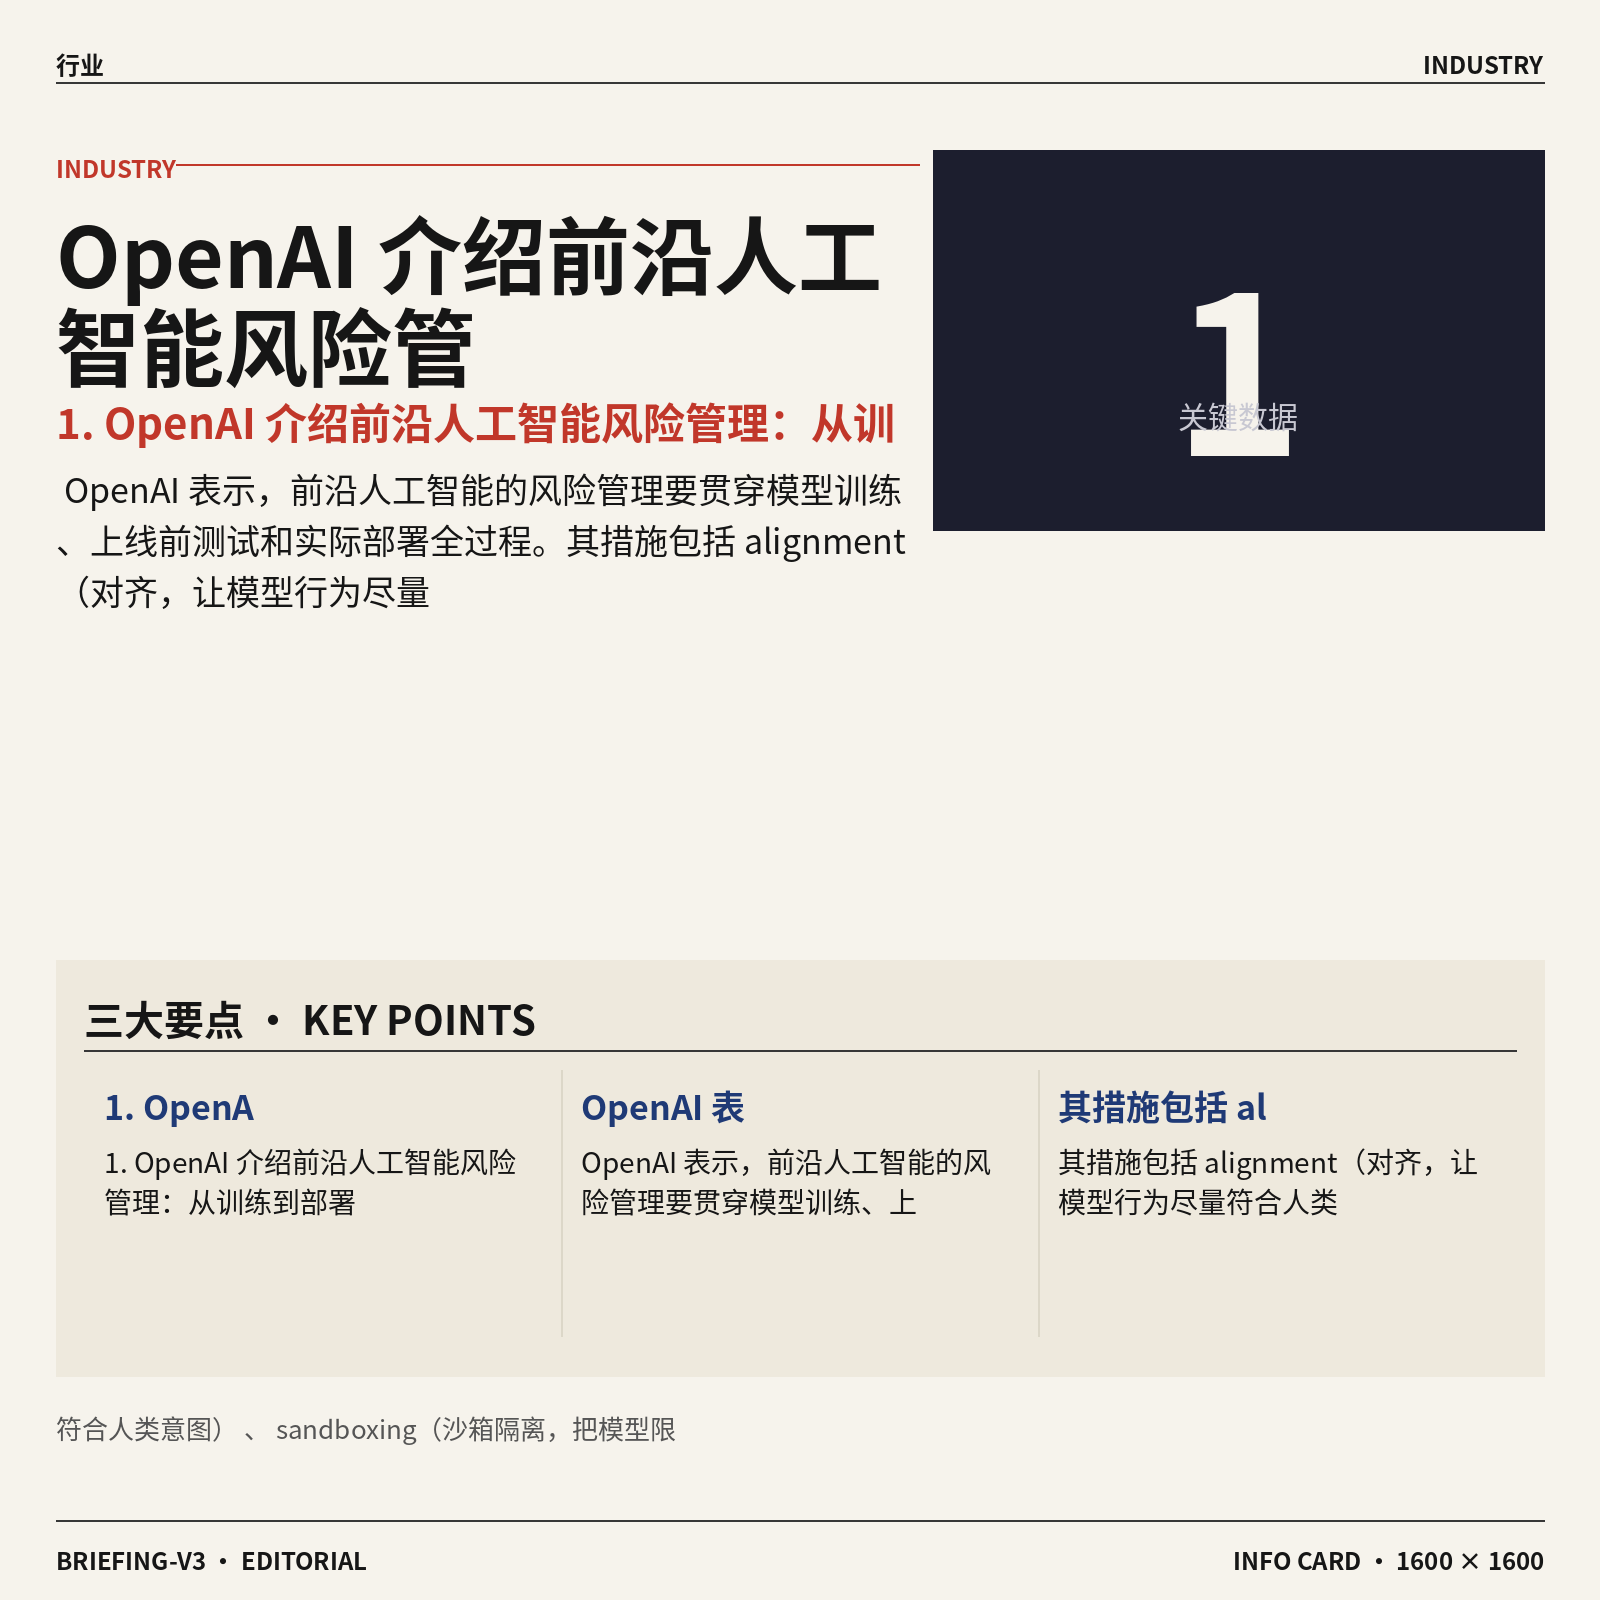 行业
INDUSTRY
INDUSTRY
OpenAI 介绍前沿人工
智能风险管
1. OpenAI 介绍前沿人工智能风险管理：从训
OpenAI 表示，前沿人工智能的风险管理要贯穿模型训练
、上线前测试和实际部署全过程。其措施包括 alignment
（对齐，让模型行为尽量
1
关键数据
三大要点 · KEY POINTS
1. OpenA
1. OpenAI 介绍前沿人工智能风险
管理：从训练到部署
OpenAI 表
OpenAI 表示，前沿人工智能的风
险管理要贯穿模型训练、上
其措施包括 al
其措施包括 alignment（对齐，让
模型行为尽量符合人类
符合人类意图） 、 sandboxing（沙箱隔离，把模型限
BRIEFING-V3 · EDITORIAL
INFO CARD · 1600 × 1600